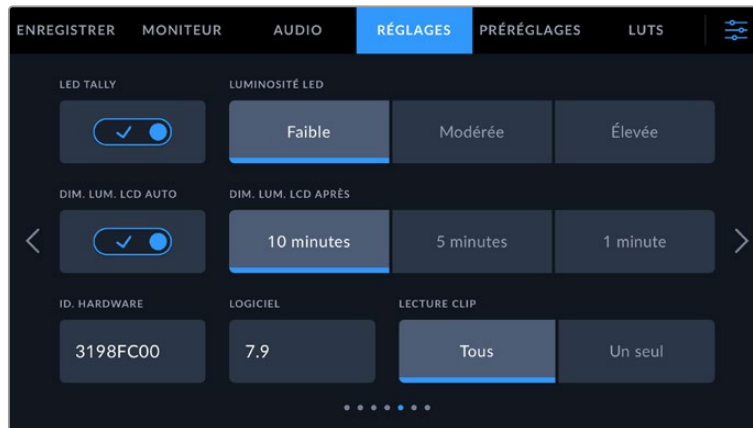 ENREGISTRER MONITEUR AUDIO RÉGLAGES PRÉRÉGLAGES LUTS
LED TALLY LUMINOSITÉ LED
Faible Modérée Élevée
DIM. LUM. LCD AUTO DIM. LUM. LCD APRÈS
10 minutes 5 minutes 1 minute
ID. HARDWARE LOGICIEL LECTURE CLIP
3198FC00 7.9 Tous Un seul